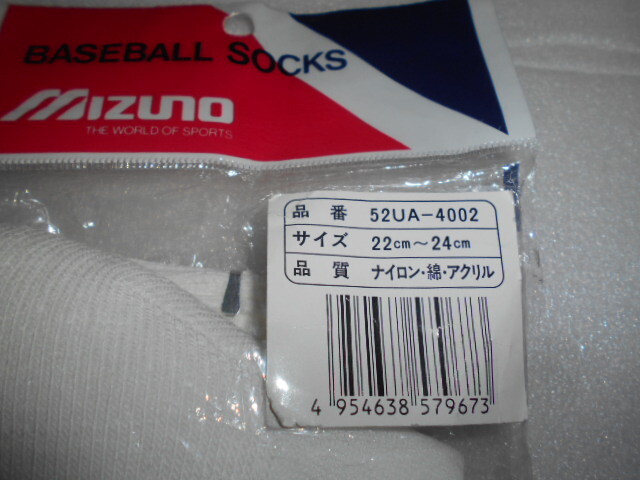 BASEBALL SOCKS
MIZUNO
THE WORLD OF SPORTS
品番 52UA-4002
サイズ 22cm~24cm
品質 ナイロン・綿・アクリル
4 954638 579673